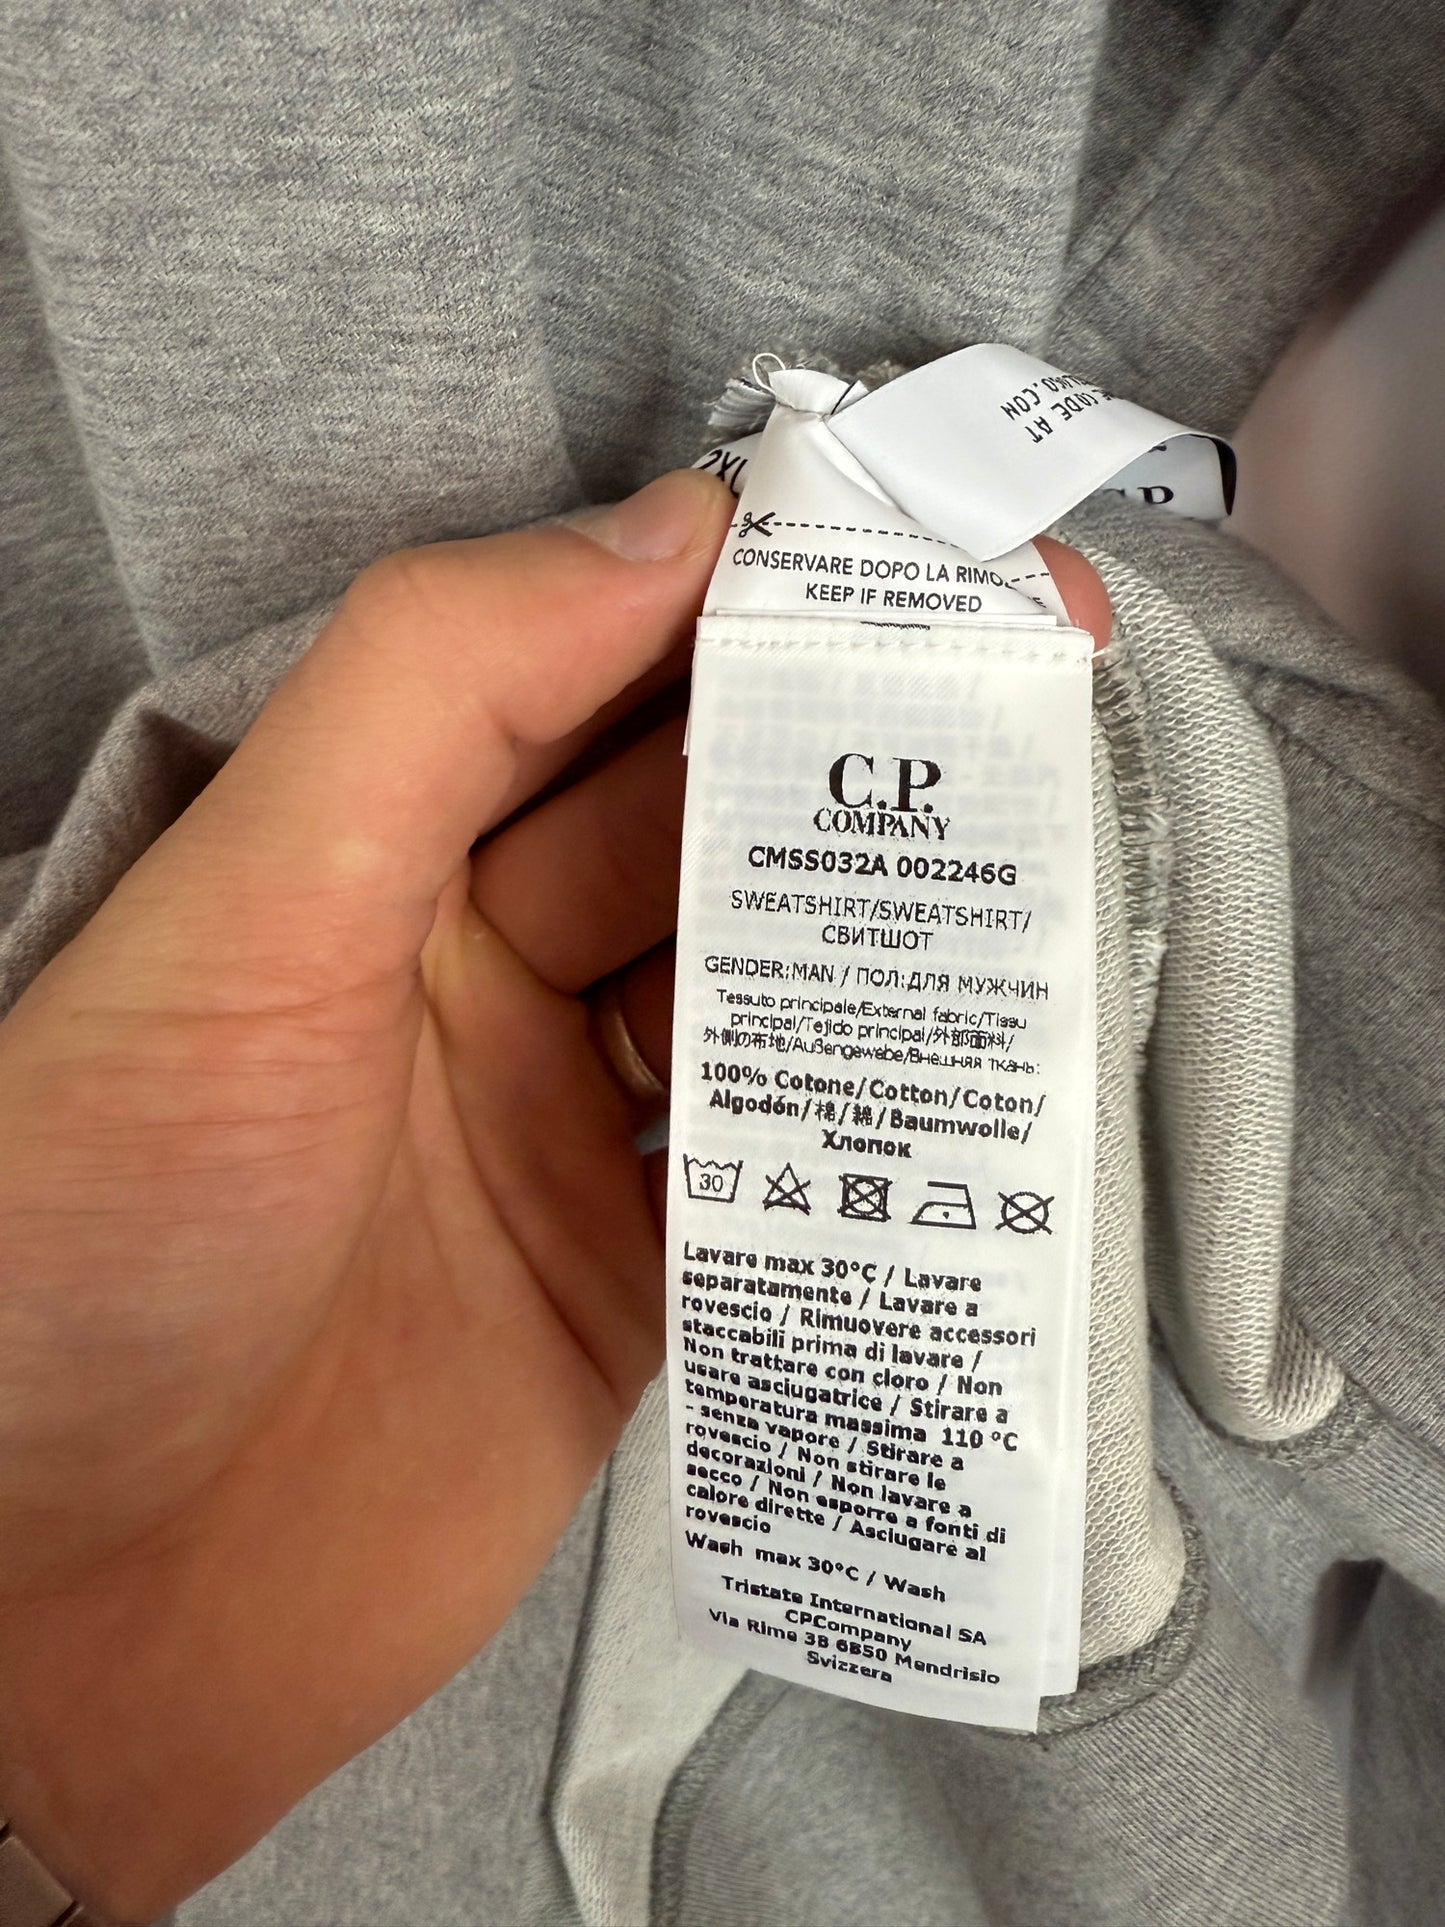 CODE AT
.COM
2XL
C.P.
CONSERVARE DOPO LA
KEEP IF REMOVED
C.P.
COMPANY
CMSS032A 002246G
SWEATSHIRT/SWEATSHIRT/
СВИТШОТ
GENDER:MAN / ПОЛ:ДЛЯ МУЖЧИН
Tessuto principale/External fabric/Tissu
principal/Tejido principal/外部面料/
外側の布地/Außengewebe/Внешняя ткань:
100% Cotone/Cotton/Coton/
Algodón/棉/綿/Baumwolle/
Хлопок
30
Lavare max 30°C / Lavare
separatamente / Lavare a
rovescio / Rimuovere accessori
staccabili prima di lavare /
Non trattare con cloro / Non
usare asciugatrice / Stirare a
temperatura massima 110 °C
- senza vapore / Stirare a
rovescio / Non stirare le
decorazioni / Non lavare a
secco / Non esporre a fonti di
calore dirette / Asciugare al
rovescio
Wash max 30°C / Wash
Tristate International SA
CPCompany
Via Rime 38 6850 Mendrisio
Svizzera